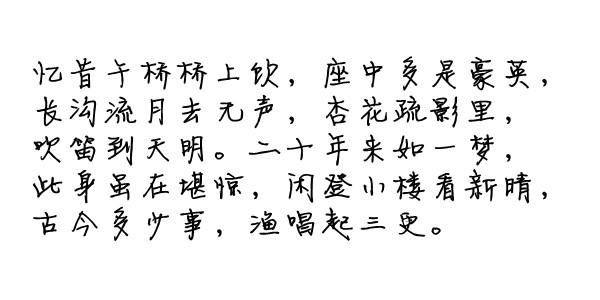 忆昔午桥桥上饮，座中多是豪英，
长沟流月去无声，杏花疏影里，
吹笛到天明。二十年来如一梦，
此身虽在堪惊，闲登小楼看新晴，
古今多少事，渔唱起三更。